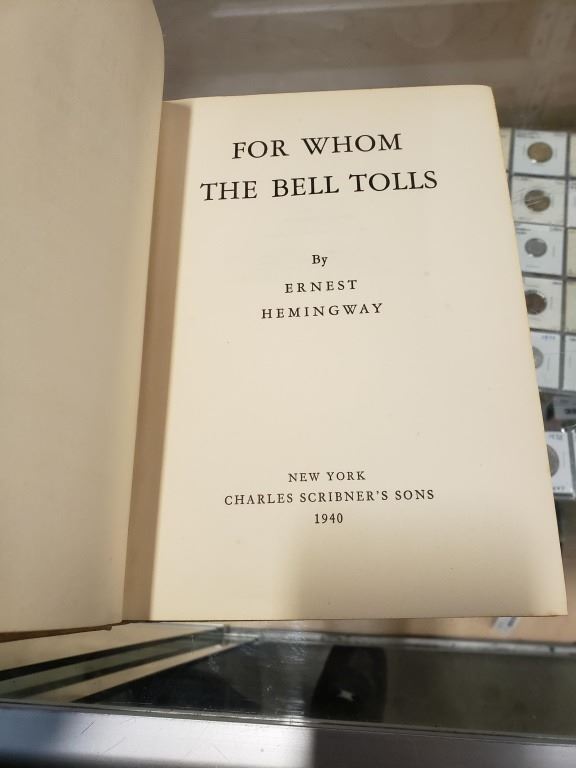 FOR WHOM
THE BELL TOLLS
By
ERNEST
HEMINGWAY
NEW YORK
CHARLES SCRIBNER'S SONS
1940